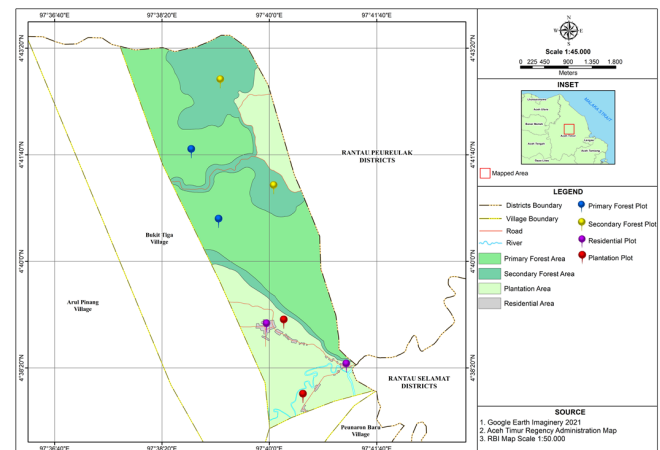 97°36'40"E
97°38'20"E
97°40'0"E
97°41'40"E
4°43'20"N
4°41'40"N
4°40'0"N
4°38'20"N
4°43'20"N
4°41'40"N
4°40'0"N
4°38'20"N
RANTAU PEUREULAK
DISTRICTS
Bukit Tiga
Village
Arul Pinang
Village
RANTAU SELAMAT
DISTRICTS
Peunaron Baru
Village
97°36'40"E
97°38'20"E
97°40'0"E
97°41'40"E
N
W
E
S
Scale 1:45.000
0 225 450 900 1.350 1.800
Meters
INSET
Mapped Area
LEGEND
Districts Boundary
Village Boundary
Road
River
Primary Forest Area
Secondary Forest Area
Plantation Area
Residential Area
Primary Forest Plot
Secondary Forest Plot
Residential Plot
Plantation Plot
SOURCE
1. Google Earth Imaginery 2021
2. Aceh Timur Regency Administration Map
3. RBI Map Scale 1:50.000